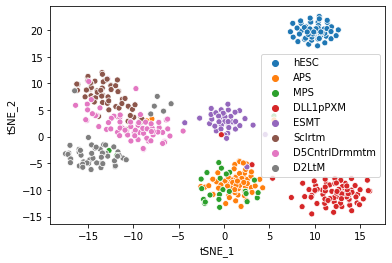 20
15
10
5
0
−5
−10
−15
tSNE_2
−15
−10
−5
0
5
10
15
tSNE_1
hESC
APS
MPS
DLL1pPXM
ESMT
Sclrtm
D5CntrlDrmmtm
D2LtM